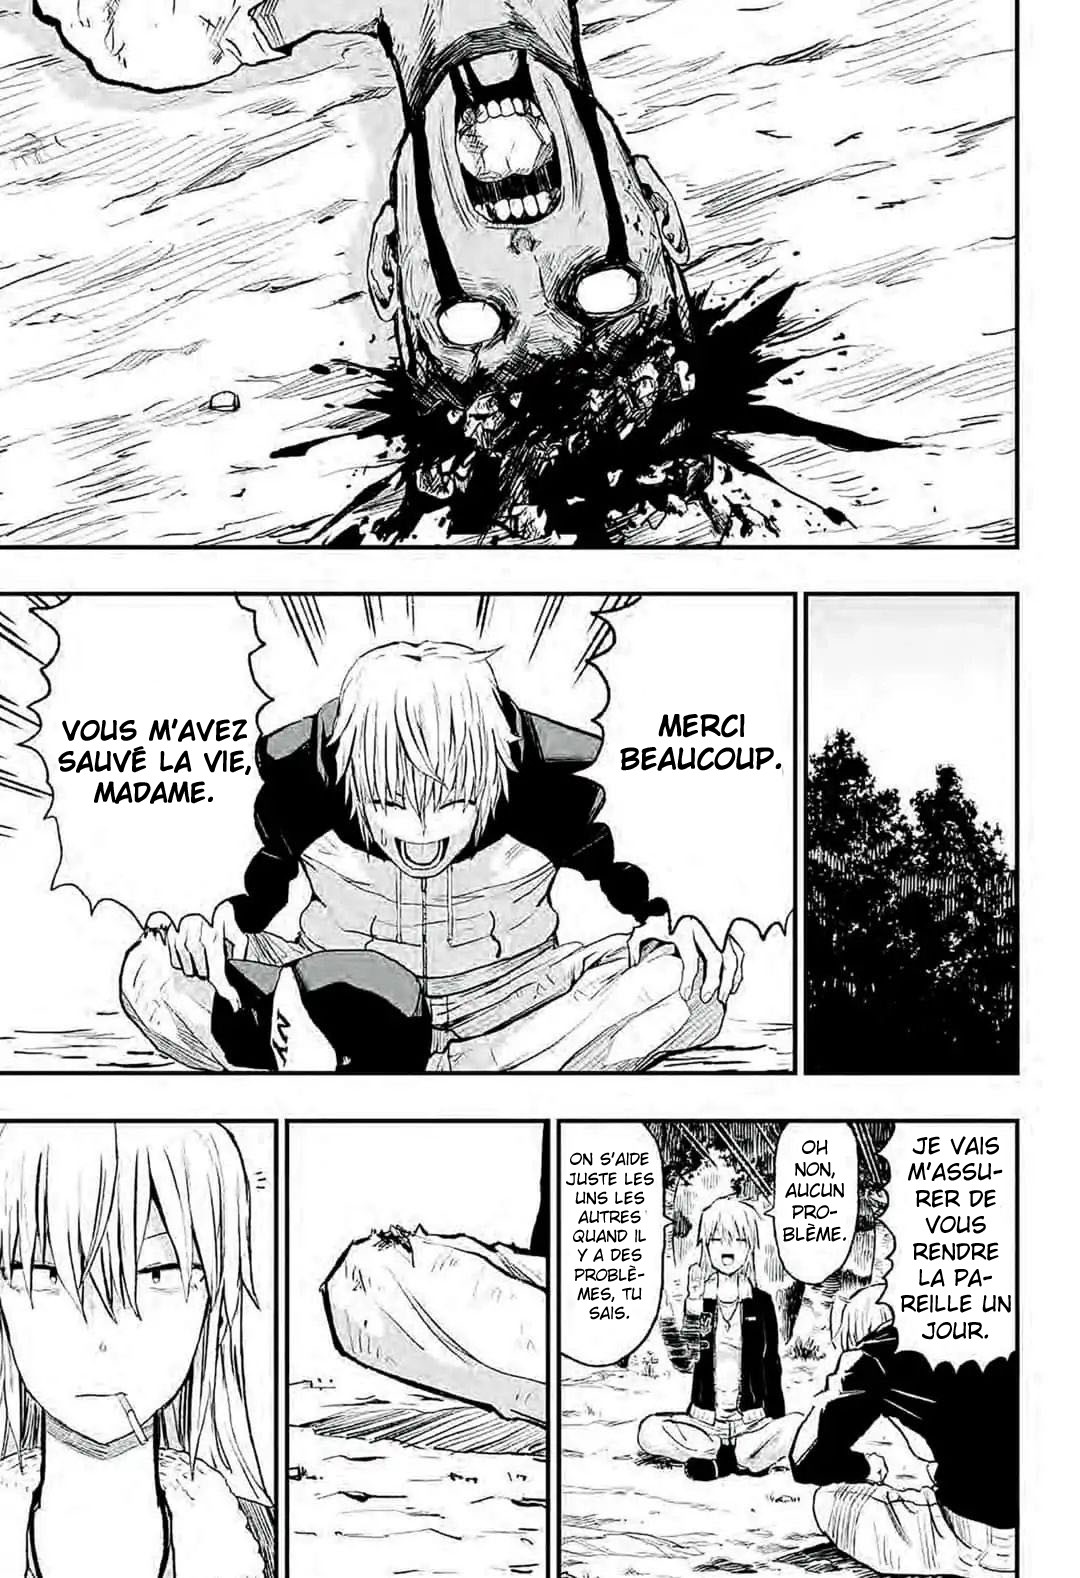 MERCI
BEAUCOUP.
VOUS M'AVEZ
SAUVÉ LA VIE,
MADAME.
NY
JE VAIS
M'ASSU-
RER DE
VOUS
RENDRE
LA PA-
REILLE UN
JOUR.
OH
NON,
AUCUN
PRO-
BLÈME.
ON S'AIDE
JUSTE LES
UNS LES
AUTRES
QUAND IL
Y A DES
PROBLÈ-
MES, TU
SAIS.